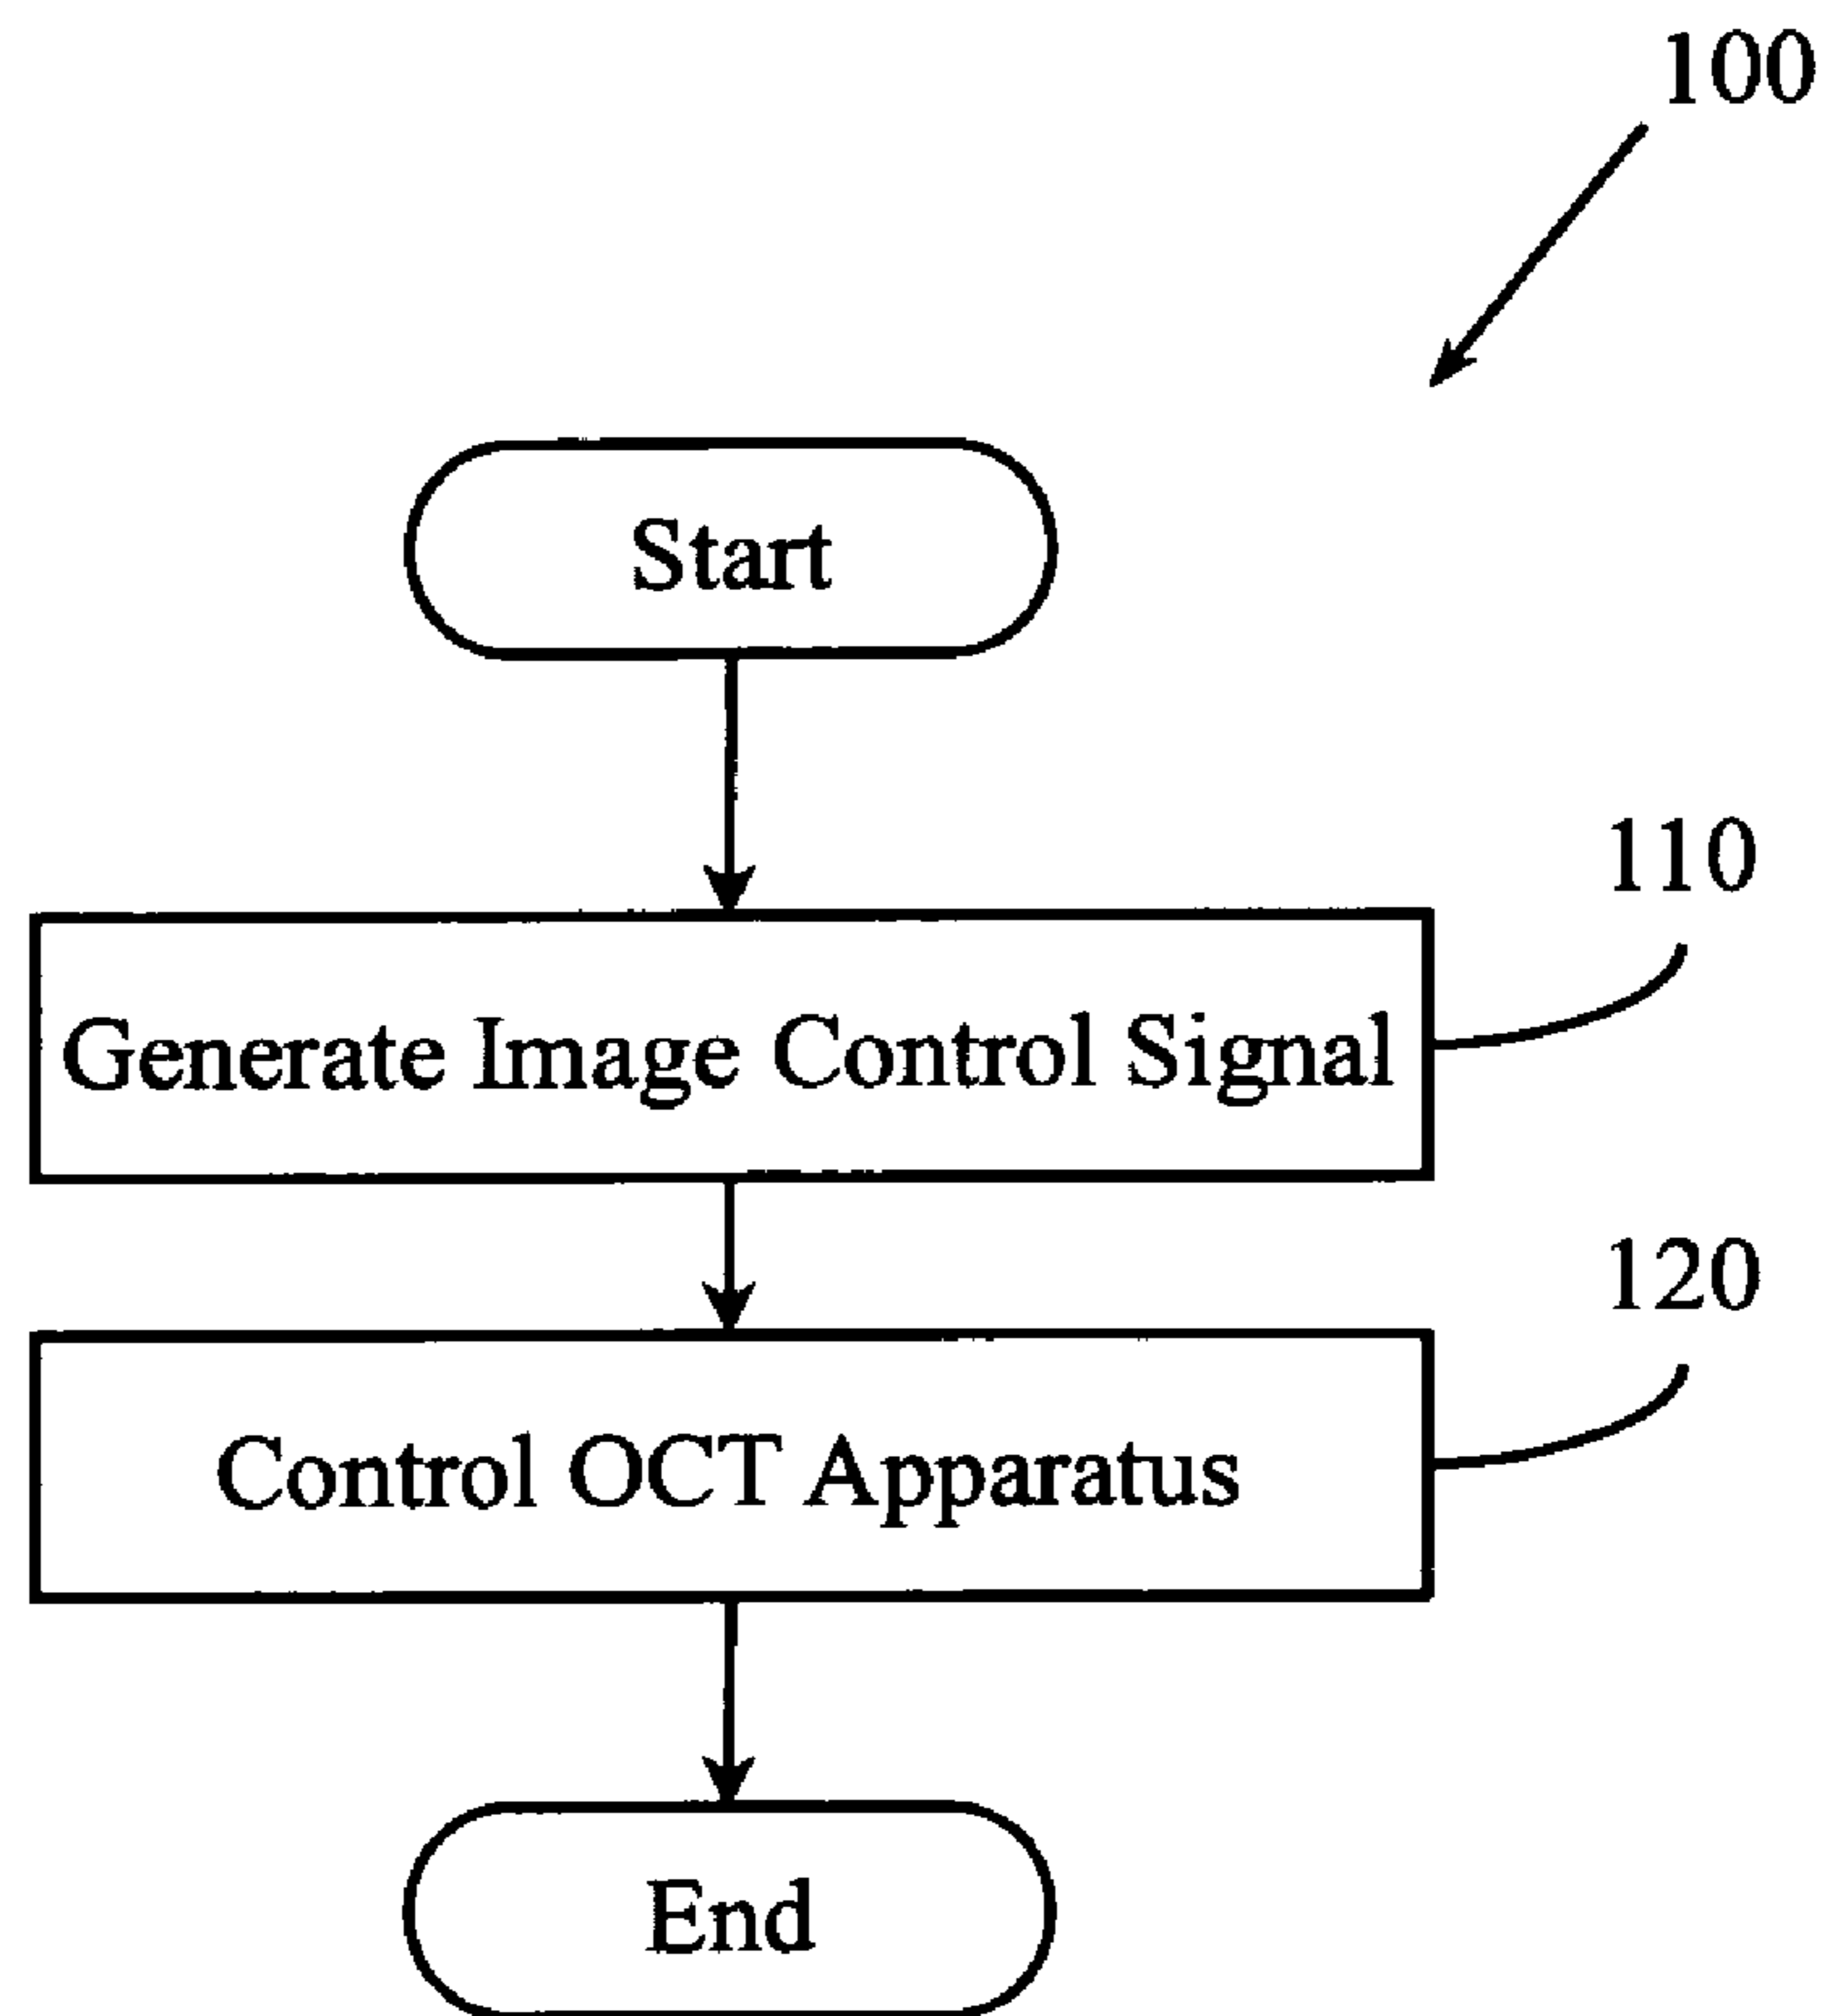 100
Start
110
Generate Image Control Signal
120
Control OCT Apparatus
End